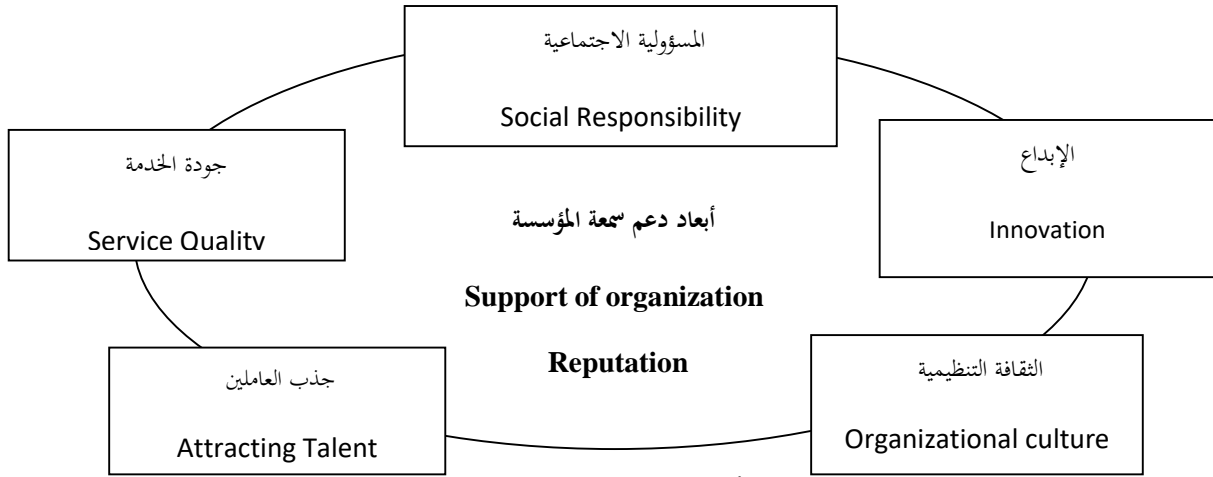 المسؤولية الاجتماعية
Social Responsibility
جودة الخدمة
Service Quality
الإبداع
Innovation
أبعاد دعم سمعة المؤسسة
Support of organization
Reputation
جذب العاملين
Attracting Talent
الثقافة التنظيمية
Organizational culture